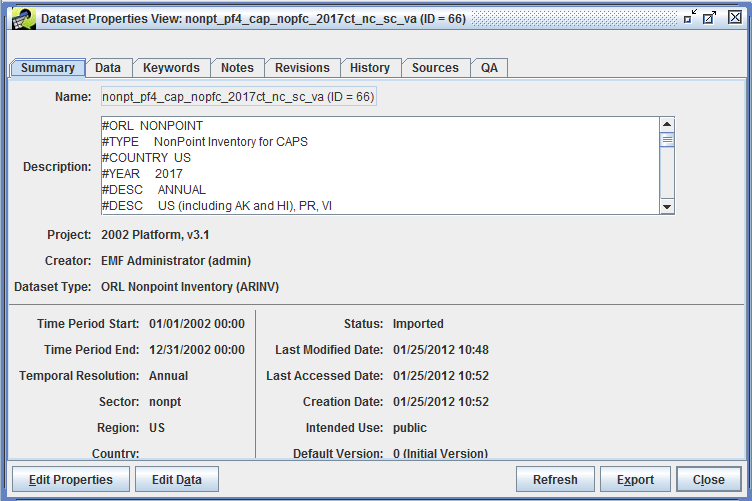 Dataset Properties View: nonpt_pf4_cap_nopfc_2017ct_nc_sc_va (ID = 66)
Summary Data Keywords Notes Revisions History Sources QA
Name: nonpt_pf4_cap_nopfc_2017ct_nc_sc_va (ID = 66)
Description: #ORL NONPOINT
#TYPE NonPoint Inventory for CAPS
#COUNTRY US
#YEAR 2017
#DESC ANNUAL
#DESC US (including AK and HI), PR, VI
Project: 2002 Platform, v3.1
Creator: EMF Administrator (admin)
Dataset Type: ORL Nonpoint Inventory (ARINV)
Time Period Start: 01/01/2002 00:00
Time Period End: 12/31/2002 00:00
Temporal Resolution: Annual
Sector: nonpt
Region: US
Country:
Status: Imported
Last Modified Date: 01/25/2012 10:48
Last Accessed Date: 01/25/2012 10:52
Creation Date: 01/25/2012 10:52
Intended Use: public
Default Version: 0 (Initial Version)
Edit Properties Edit Data Refresh Export Close